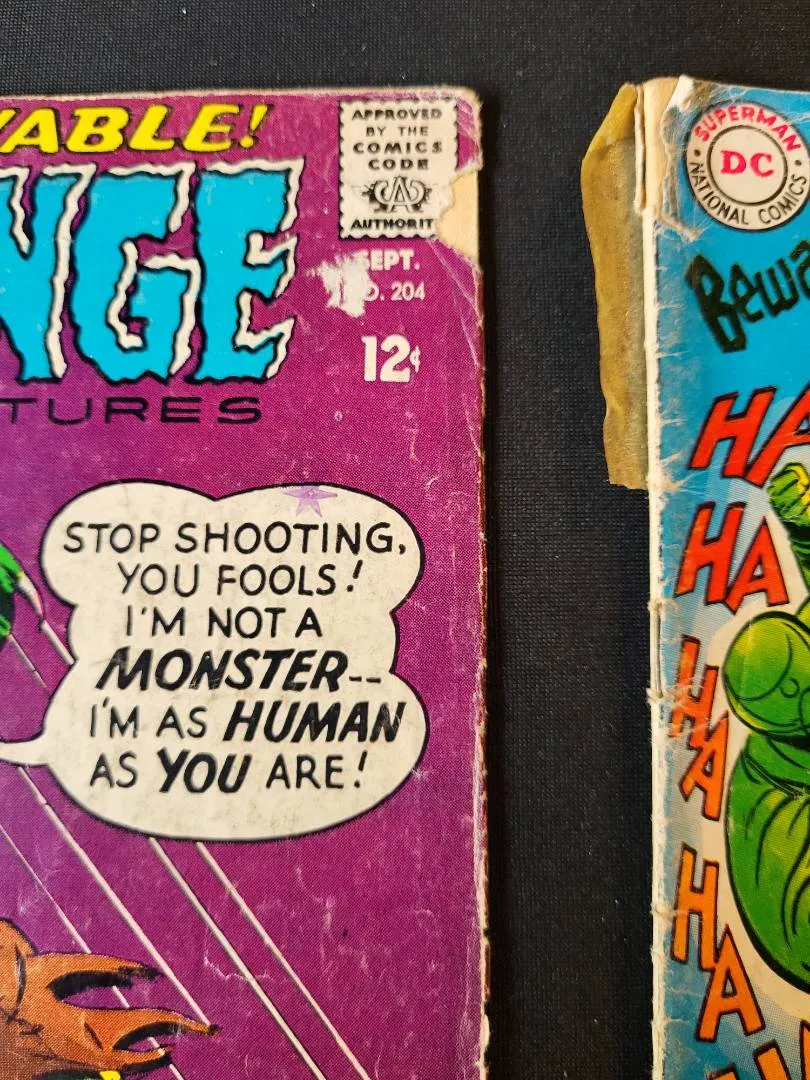 VABLE!
NGE
TURES
APPROVED
BY THE
COMICS
CODE
AUTHORIT
SEPT.
NO. 204
12¢
STOP SHOOTING,
YOU FOOLS!
I'M NOT A
MONSTER--
I'M AS HUMAN
AS YOU ARE!
SUPERMAN
DC
NATIONAL COMICS
Bewa
HA
HA
HA
HA